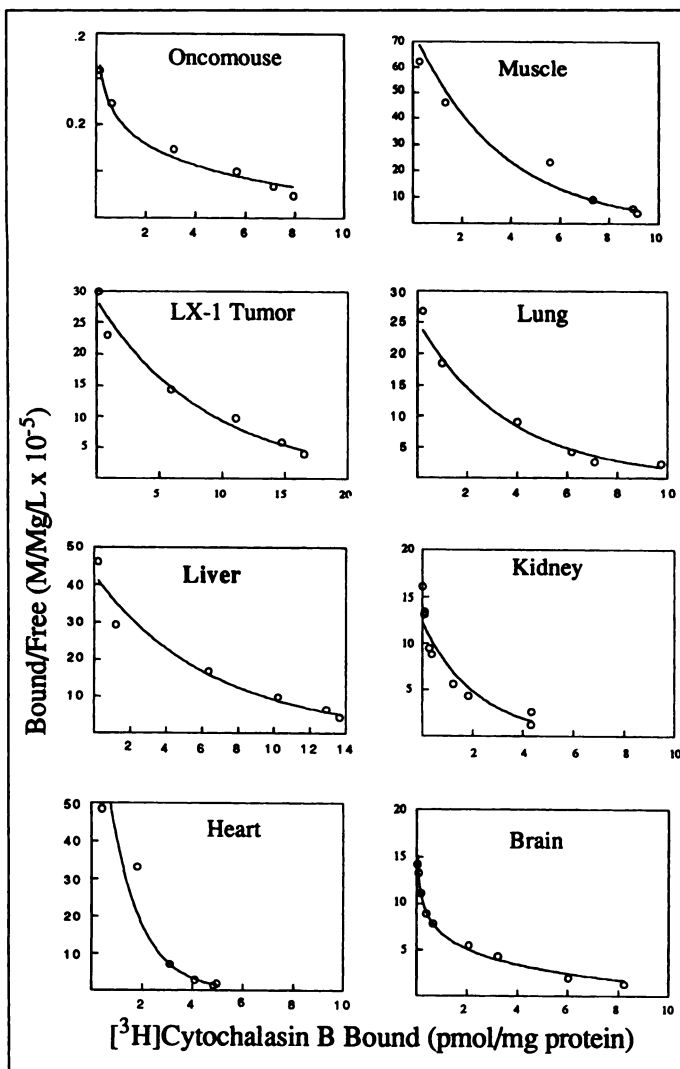 Oncomouse
.2
0.2
2 4 6 8 10
Muscle
70
60
50
40
30
20
10
2 4 6 8 10
LX-1 Tumor
30
25
20
15
10
5
5 10 15 20
Lung
30
25
20
15
10
5
2 4 6 8 10
Liver
50
40
30
20
10
2 4 6 8 10 12 14
Kidney
20
15
10
5
2 4 6 8 10
Heart
50
40
30
20
10
2 4 6 8 10
Brain
20
15
10
5
2 4 6 8 10
Bound/Free (M/Mg/L x 10⁻⁵)
[³H]Cytochalasin B Bound (pmol/mg protein)